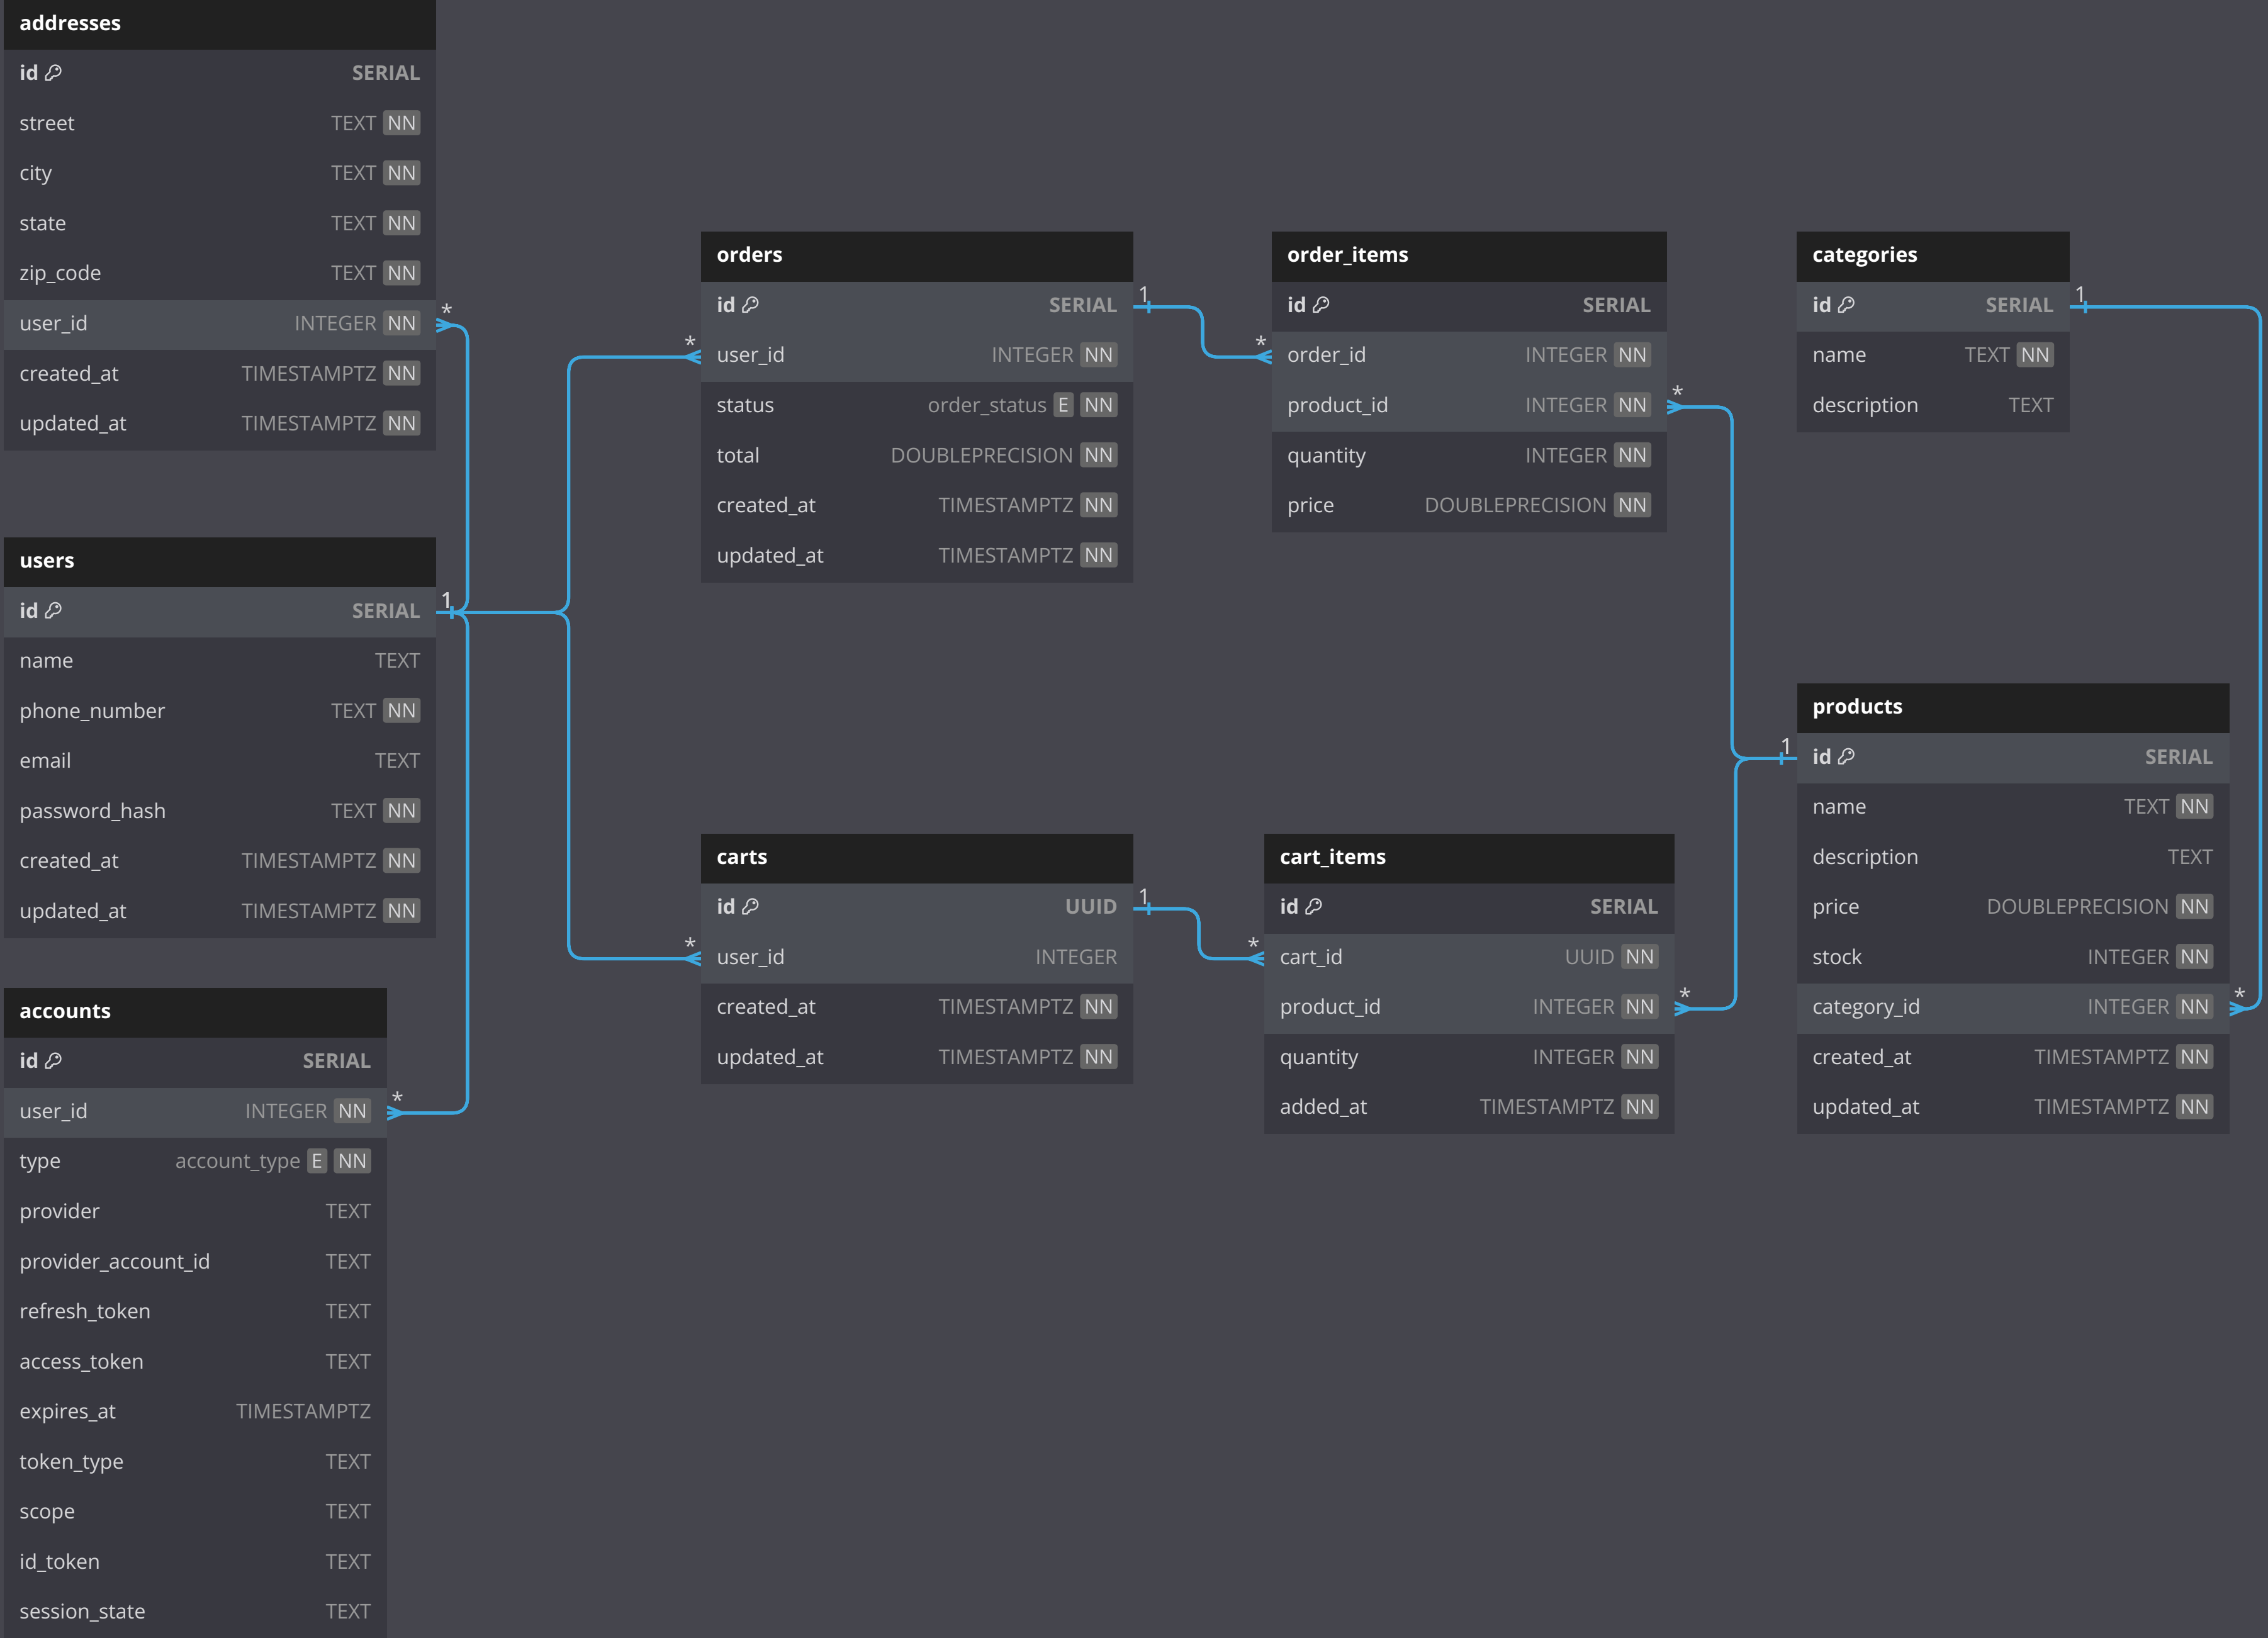 addresses
id SERIAL
street TEXT NN
city TEXT NN
state TEXT NN
zip_code TEXT NN
user_id INTEGER NN
created_at TIMESTAMPTZ NN
updated_at TIMESTAMPTZ NN
*
users
id SERIAL
name TEXT
phone_number TEXT NN
email TEXT
password_hash TEXT NN
created_at TIMESTAMPTZ NN
updated_at TIMESTAMPTZ NN
1
accounts
id SERIAL
user_id INTEGER NN
type account_type E NN
provider TEXT
provider_account_id TEXT
refresh_token TEXT
access_token TEXT
expires_at TIMESTAMPTZ
token_type TEXT
scope TEXT
id_token TEXT
session_state TEXT
*
orders
id SERIAL
user_id INTEGER NN
status order_status E NN
total DOUBLEPRECISION NN
created_at TIMESTAMPTZ NN
updated_at TIMESTAMPTZ NN
*
1
carts
id UUID
user_id INTEGER
created_at TIMESTAMPTZ NN
updated_at TIMESTAMPTZ NN
*
1
order_items
id SERIAL
order_id INTEGER NN
product_id INTEGER NN
quantity INTEGER NN
price DOUBLEPRECISION NN
*
*
cart_items
id SERIAL
cart_id UUID NN
product_id INTEGER NN
quantity INTEGER NN
added_at TIMESTAMPTZ NN
*
*
categories
id SERIAL
name TEXT NN
description TEXT
1
products
id SERIAL
name TEXT NN
description TEXT
price DOUBLEPRECISION NN
stock INTEGER NN
category_id INTEGER NN
created_at TIMESTAMPTZ NN
updated_at TIMESTAMPTZ NN
1
*